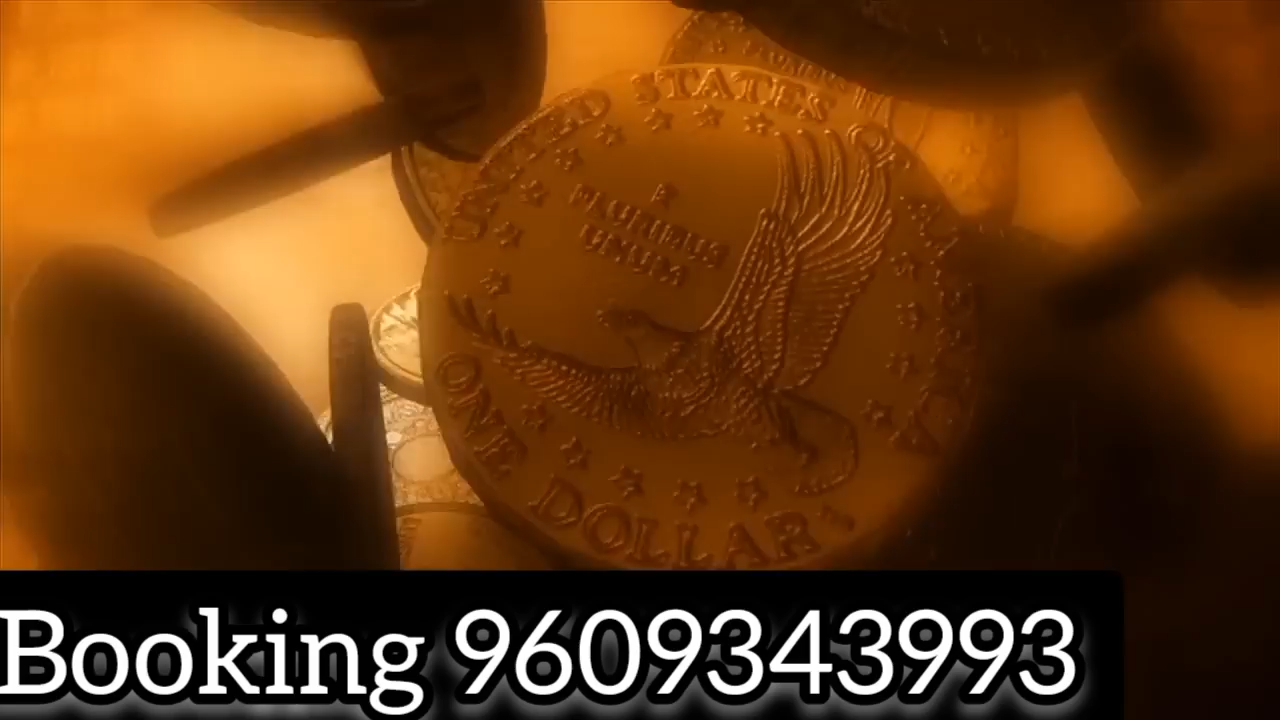 UNITED STATES OF AMERICA
E
PLURIBUS
UNUM
ONE DOLLAR
Booking 9609343993